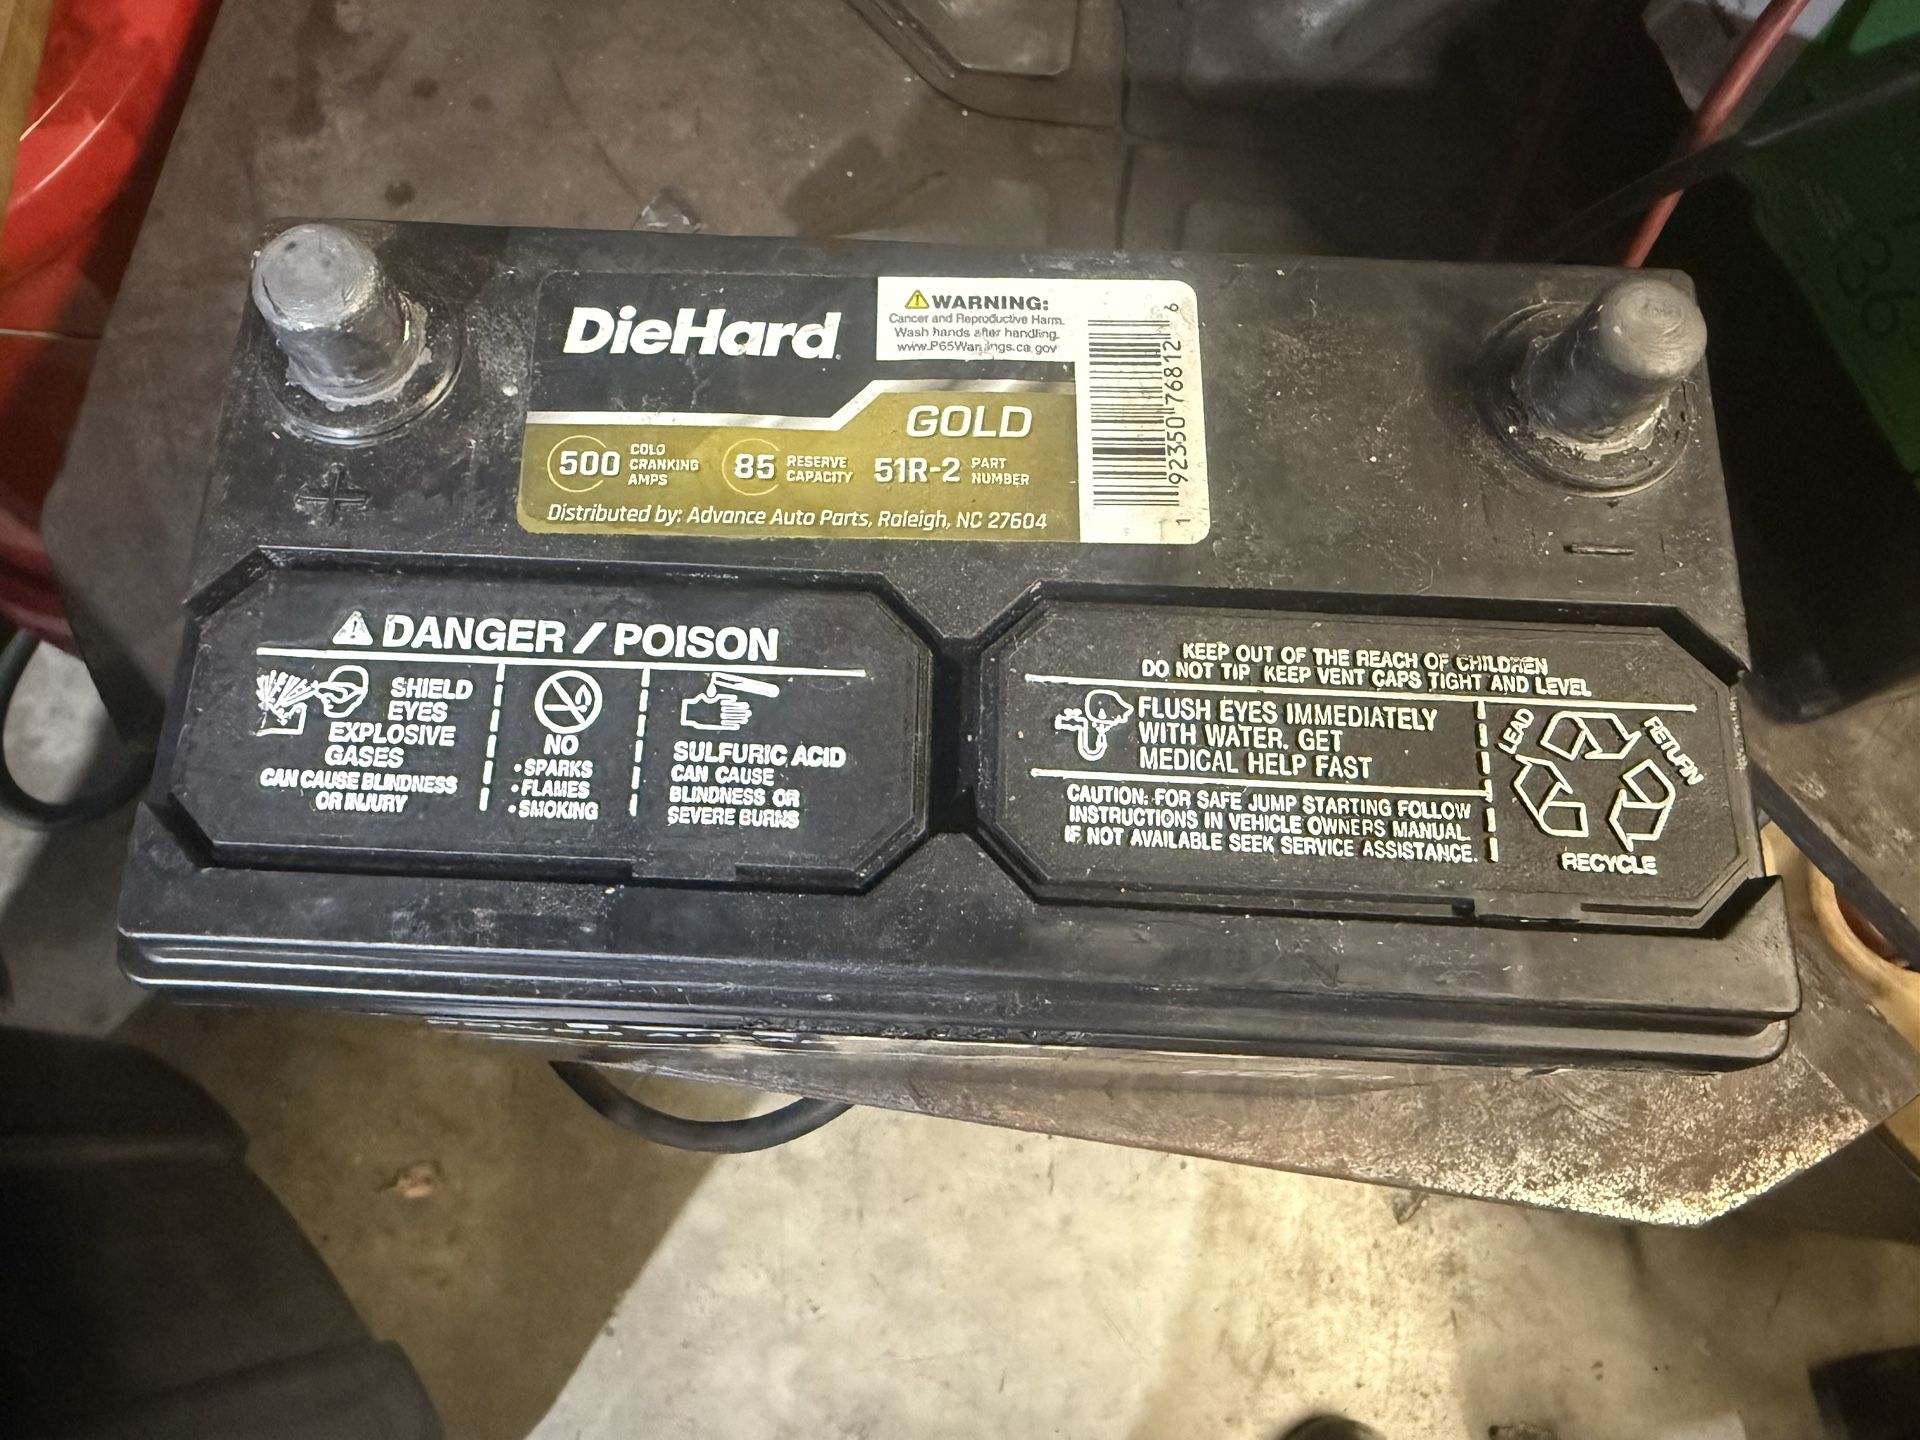 DieHard
WARNING:
Cancer and Reproductive Harm.
Wash hands after handling.
www.P65Warnings.ca.gov
GOLD
500 COLD CRANKING AMPS
85 RESERVE CAPACITY
51R-2 PART NUMBER
Distributed by: Advance Auto Parts, Raleigh, NC 27604
1 92350 76812 6
+
−
DANGER / POISON
SHIELD
EYES
EXPLOSIVE
GASES
CAN CAUSE BLINDNESS
OR INJURY
NO
• SPARKS
• FLAMES
• SMOKING
SULFURIC ACID
CAN CAUSE
BLINDNESS OR
SEVERE BURNS
KEEP OUT OF THE REACH OF CHILDREN
DO NOT TIP KEEP VENT CAPS TIGHT AND LEVEL
FLUSH EYES IMMEDIATELY
WITH WATER. GET
MEDICAL HELP FAST
CAUTION: FOR SAFE JUMP STARTING FOLLOW
INSTRUCTIONS IN VEHICLE OWNERS MANUAL.
IF NOT AVAILABLE SEEK SERVICE ASSISTANCE.
LEAD
RETURN
RECYCLE